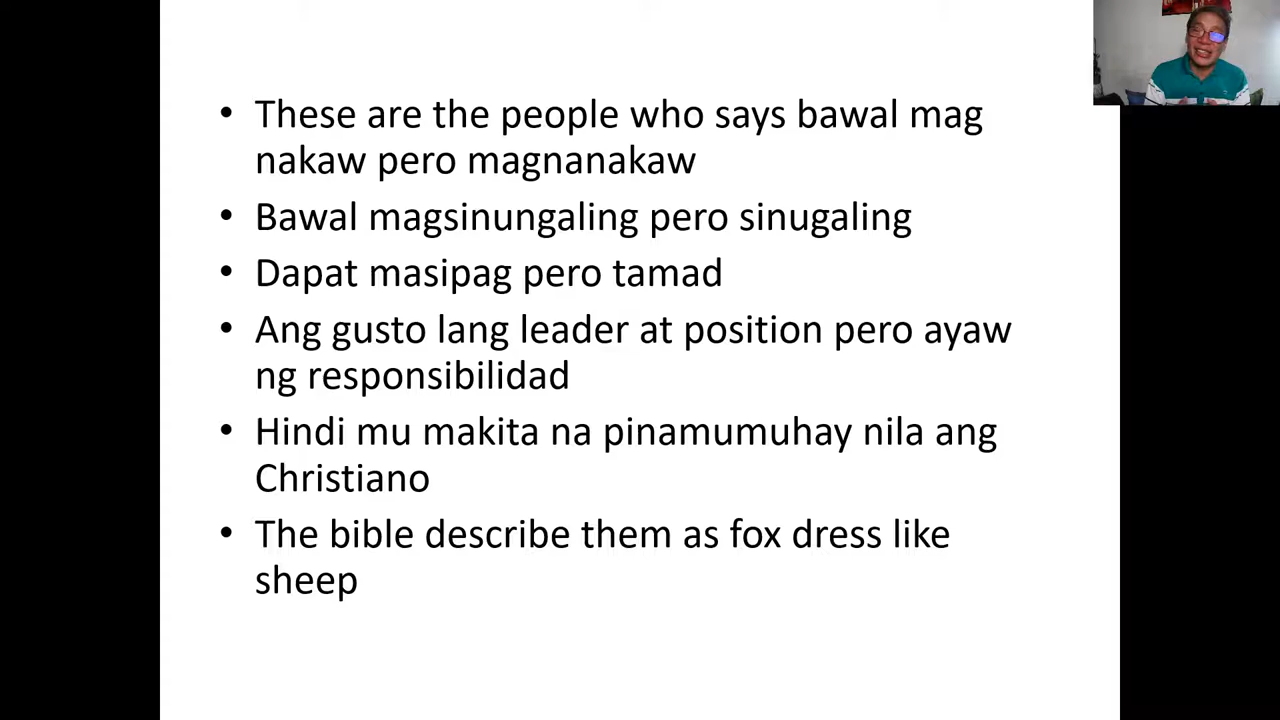 • These are the people who says bawal mag
nakaw pero magnanakaw
• Bawal magsinungaling pero sinugaling
• Dapat masipag pero tamad
• Ang gusto lang leader at position pero ayaw
ng responsibilidad
• Hindi mu makita na pinamumuhay nila ang
Christiano
• The bible describe them as fox dress like
sheep